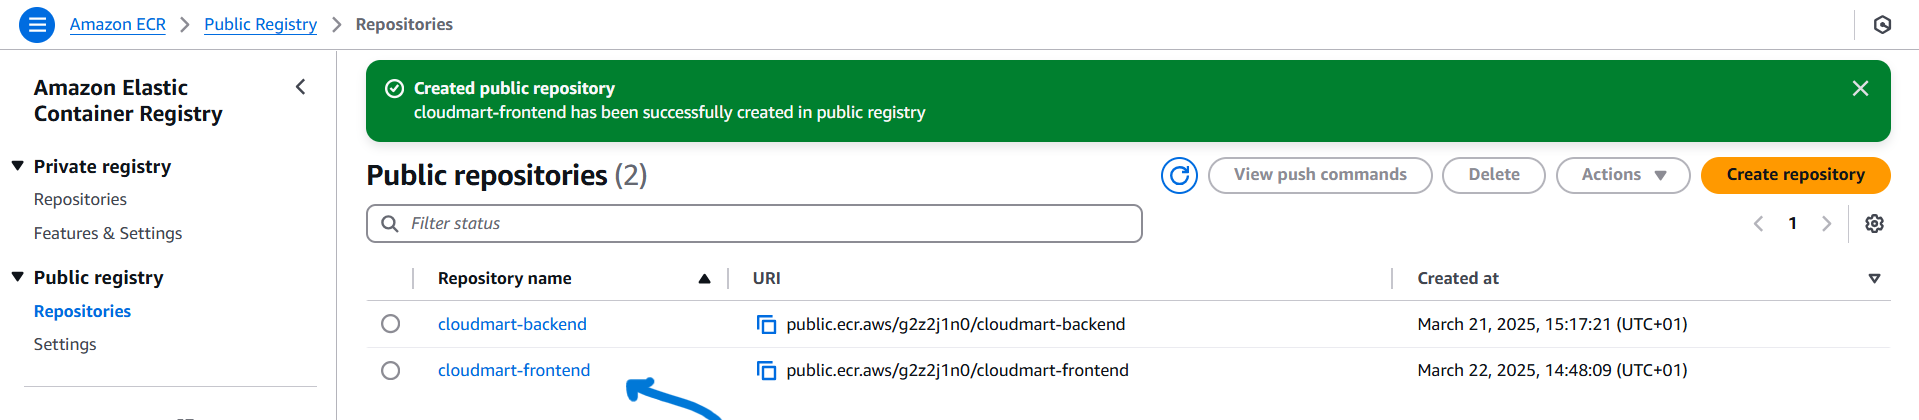 Amazon ECR > Public Registry > Repositories
Amazon Elastic
Container Registry
Private registry
Repositories
Features & Settings
Public registry
Repositories
Settings
Created public repository
cloudmart-frontend has been successfully created in public registry
Public repositories (2)
View push commands
Delete
Actions
Create repository
Filter status
1
Repository name URI Created at
cloudmart-backend public.ecr.aws/g2z2j1n0/cloudmart-backend March 21, 2025, 15:17:21 (UTC+01)
cloudmart-frontend public.ecr.aws/g2z2j1n0/cloudmart-frontend March 22, 2025, 14:48:09 (UTC+01)